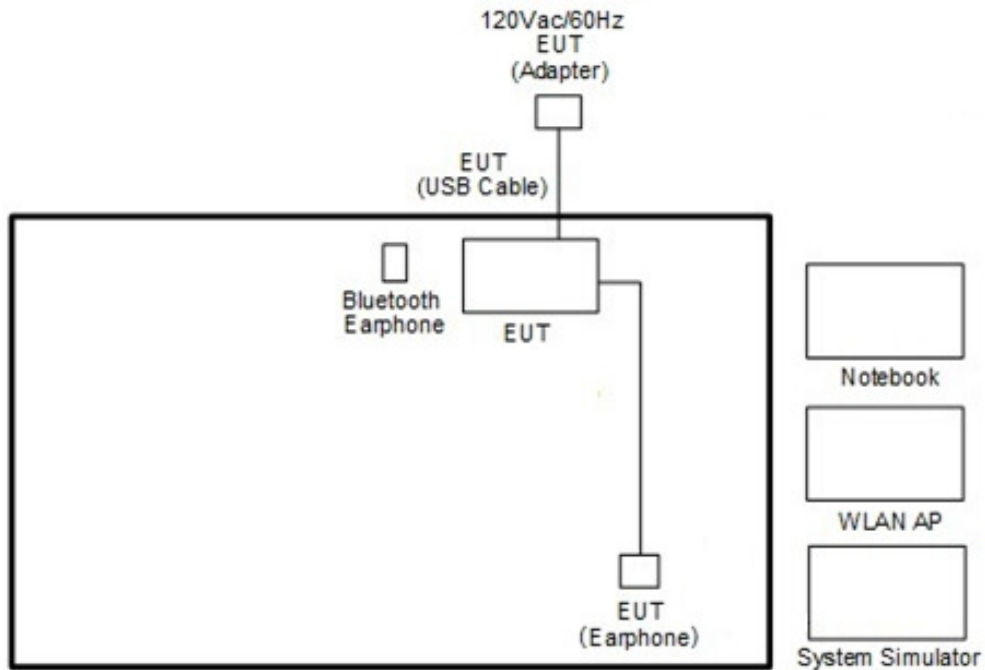 120Vac/60Hz
EUT
(Adapter)
EUT
(USB Cable)
Bluetooth
Earphone
EUT
Notebook
WLAN AP
EUT
(Earphone)
System Simulator